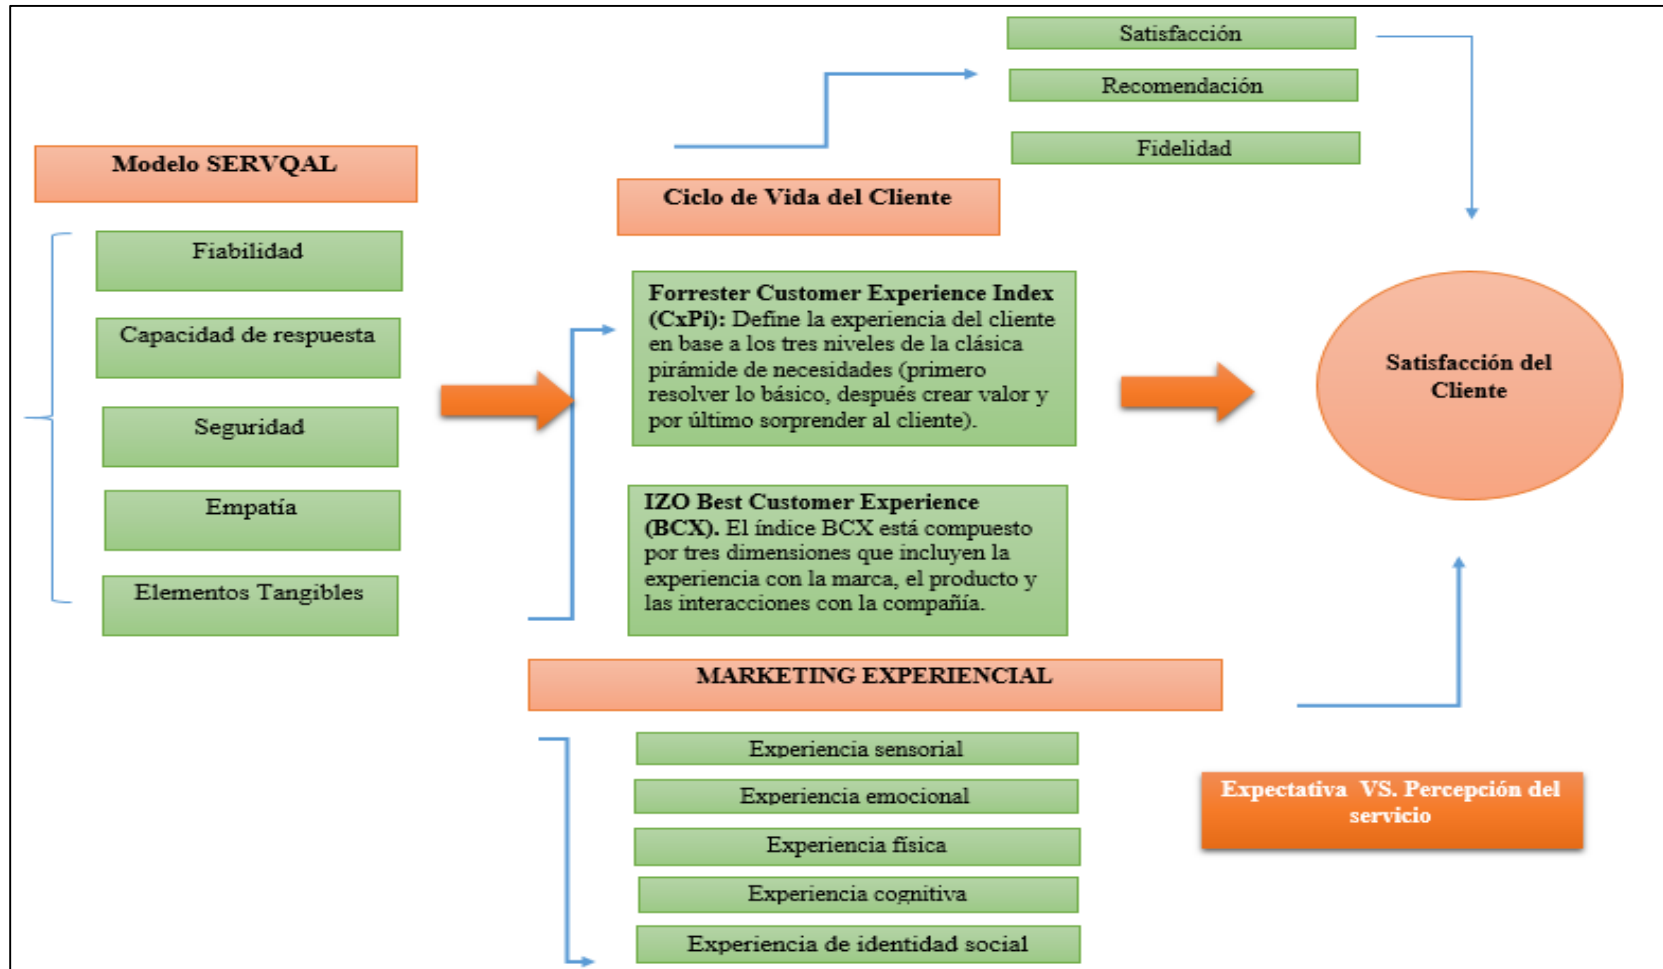 Satisfacción
Recomendación
Fidelidad
Modelo SERVQAL
Fiabilidad
Capacidad de respuesta
Seguridad
Empatía
Elementos Tangibles
Ciclo de Vida del Cliente
Forrester Customer Experience Index
(CxPi): Define la experiencia del cliente
en base a los tres niveles de la clásica
pirámide de necesidades (primero
resolver lo básico, después crear valor y
por último sorprender al cliente).
IZO Best Customer Experience
(BCX). El índice BCX está compuesto
por tres dimensiones que incluyen la
experiencia con la marca, el producto y
las interacciones con la compañía.
MARKETING EXPERIENCIAL
Experiencia sensorial
Experiencia emocional
Experiencia física
Experiencia cognitiva
Experiencia de identidad social
Satisfacción del
Cliente
Expectativa VS. Percepción del
servicio